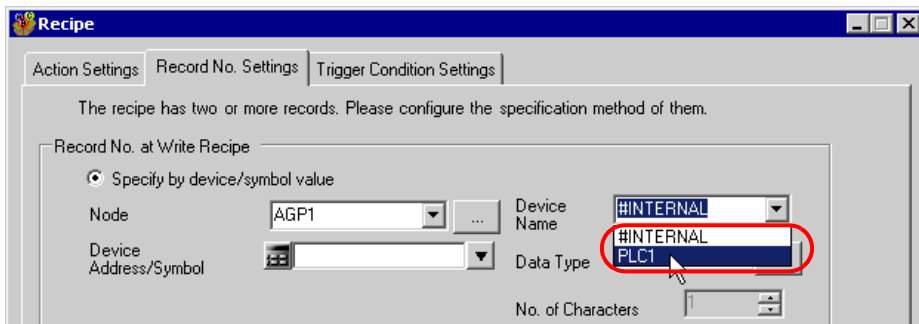 Recipe
Action Settings Record No. Settings Trigger Condition Settings
The recipe has two or more records. Please configure the specification method of them.
Record No. at Write Recipe
Specify by device/symbol value
Node AGP1 ... Device Name #INTERNAL
#INTERNAL
Device Address/Symbol Data Type PLC1
No. of Characters 1